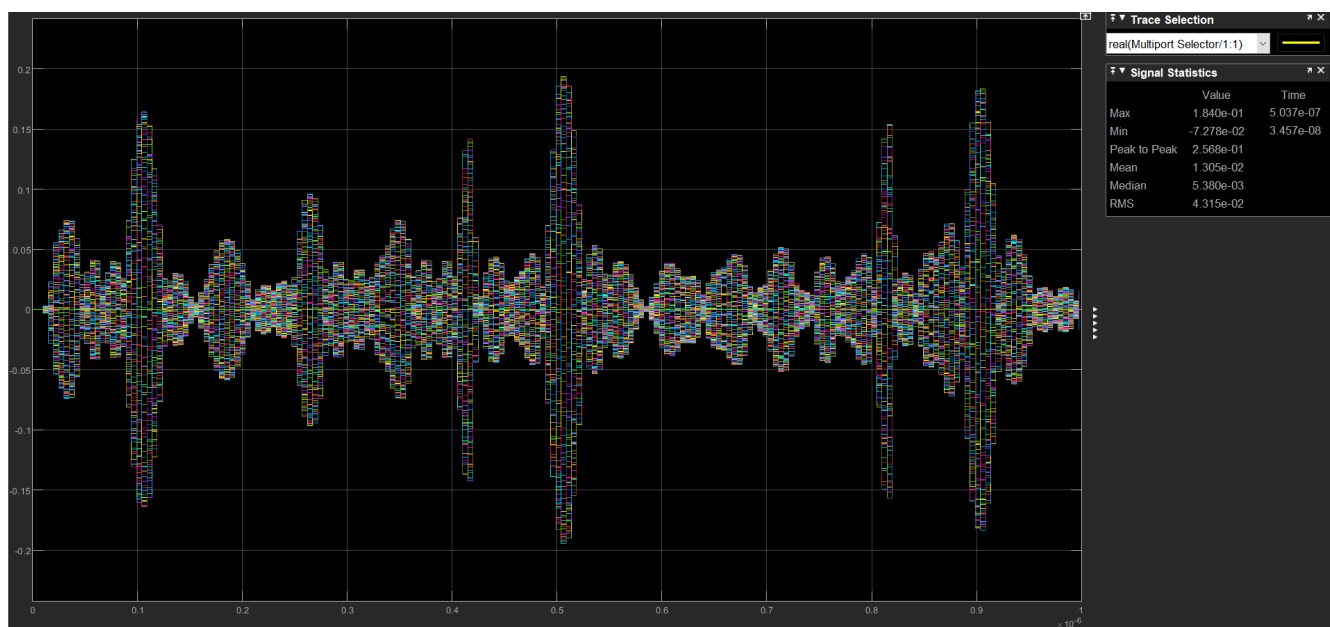 0.2
0.15
0.1
0.05
0
-0.05
-0.1
-0.15
-0.2
0 0.1 0.2 0.3 0.4 0.5 0.6 0.7 0.8 0.9 1
× 10⁻⁶
Trace Selection
real(Multiport Selector/1:1)
Signal Statistics
Value Time
Max 1.840e-01 5.037e-07
Min -7.278e-02 3.457e-08
Peak to Peak 2.568e-01
Mean 1.305e-02
Median 5.380e-03
RMS 4.315e-02